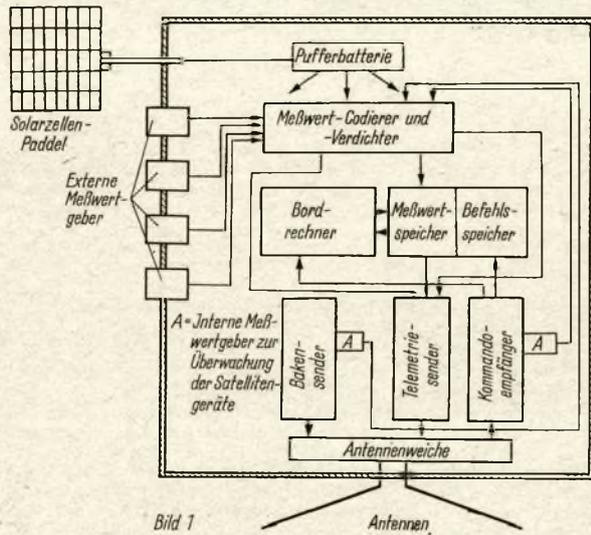 Pufferbatterie
Solarzellen-
Paddel
Meßwert-Codierer und
-Verdichter
Externe
Meßwert-
geber
Bord-
rechner
Meßwert-
speicher
Befehls-
speicher
A=Interne Meß-
wertgeber zur
Überwachung
der Satelliten-
geräte
Baken-
sender
A
Telemetrie-
sender
Kommando-
empfänger
A
Antennenweiche
Bild 1
Antennen